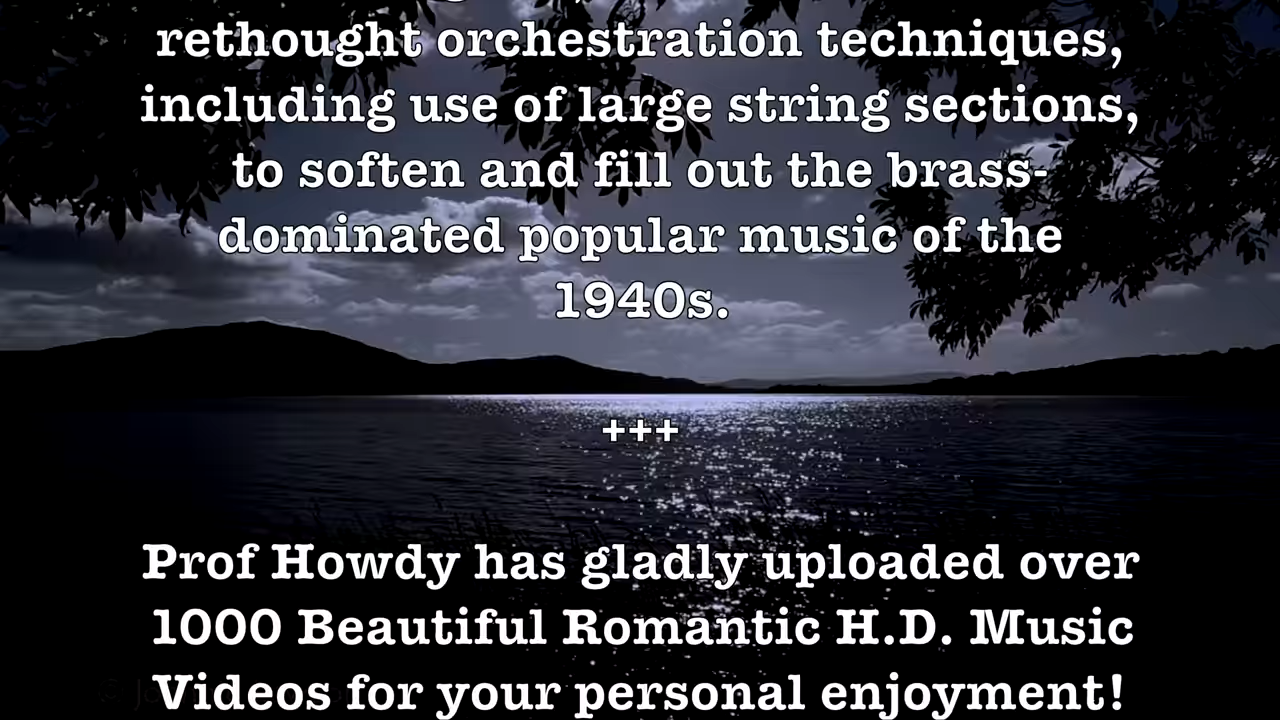 rethought orchestration techniques,
including use of large string sections,
to soften and fill out the brass-
dominated popular music of the
1940s.
+++
Prof Howdy has gladly uploaded over
1000 Beautiful Romantic H.D. Music
Videos for your personal enjoyment!